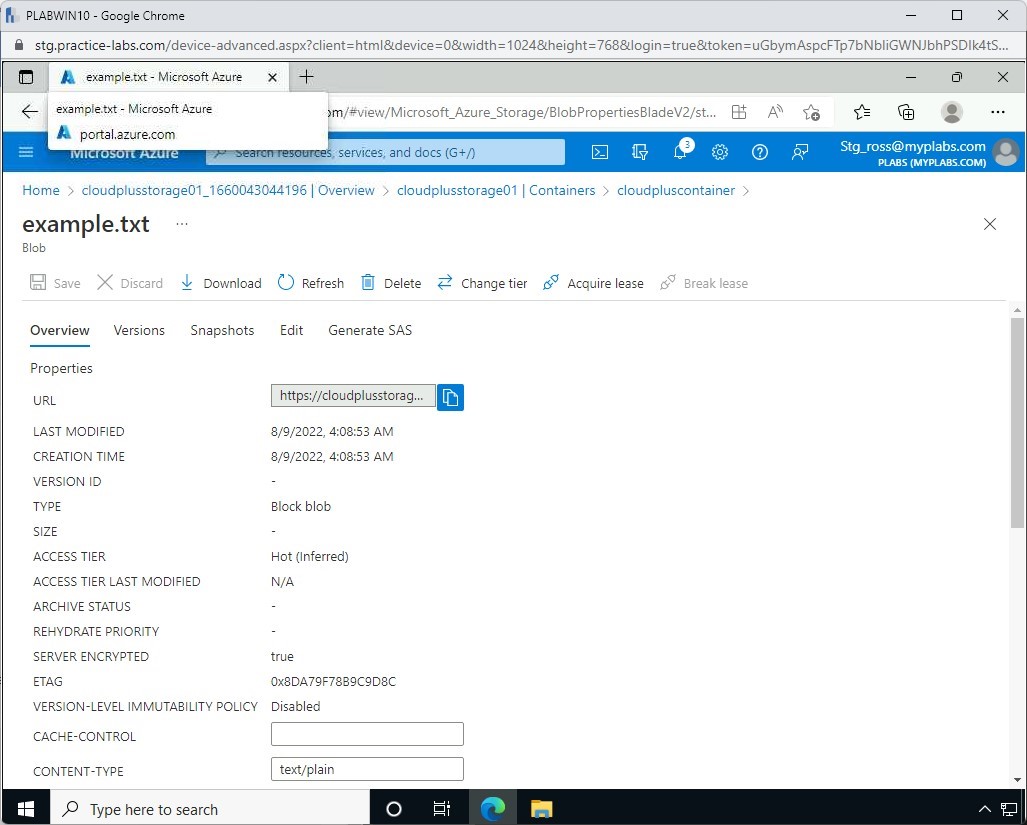 PLABWIN10 - Google Chrome
stg.practice-labs.com/device-advanced.aspx?client=html&device=0&width=1024&height=768&login=true&token=uGbymAspcFTp7bNbliGWNJbhPSDIk4tS...
example.txt - Microsoft Azure
example.txt - Microsoft Azure
om/#view/Microsoft_Azure_Storage/BlobPropertiesBladeV2/st...
portal.azure.com
Microsoft Azure
Search resources, services, and docs (G+/)
3
Stg_ross@myplabs.com
PLABS (MYPLABS.COM)
Home > cloudplusstorage01_1660043044196 | Overview > cloudplusstorage01 | Containers > cloudpluscontainer >
example.txt ...
Blob
Save Discard Download Refresh Delete Change tier Acquire lease Break lease
Overview Versions Snapshots Edit Generate SAS
Properties
URL https://cloudplusstorag...
LAST MODIFIED 8/9/2022, 4:08:53 AM
CREATION TIME 8/9/2022, 4:08:53 AM
VERSION ID -
TYPE Block blob
SIZE -
ACCESS TIER Hot (Inferred)
ACCESS TIER LAST MODIFIED N/A
ARCHIVE STATUS -
REHYDRATE PRIORITY -
SERVER ENCRYPTED true
ETAG 0x8DA79F78B9C9D8C
VERSION-LEVEL IMMUTABILITY POLICY Disabled
CACHE-CONTROL
CONTENT-TYPE text/plain
Type here to search